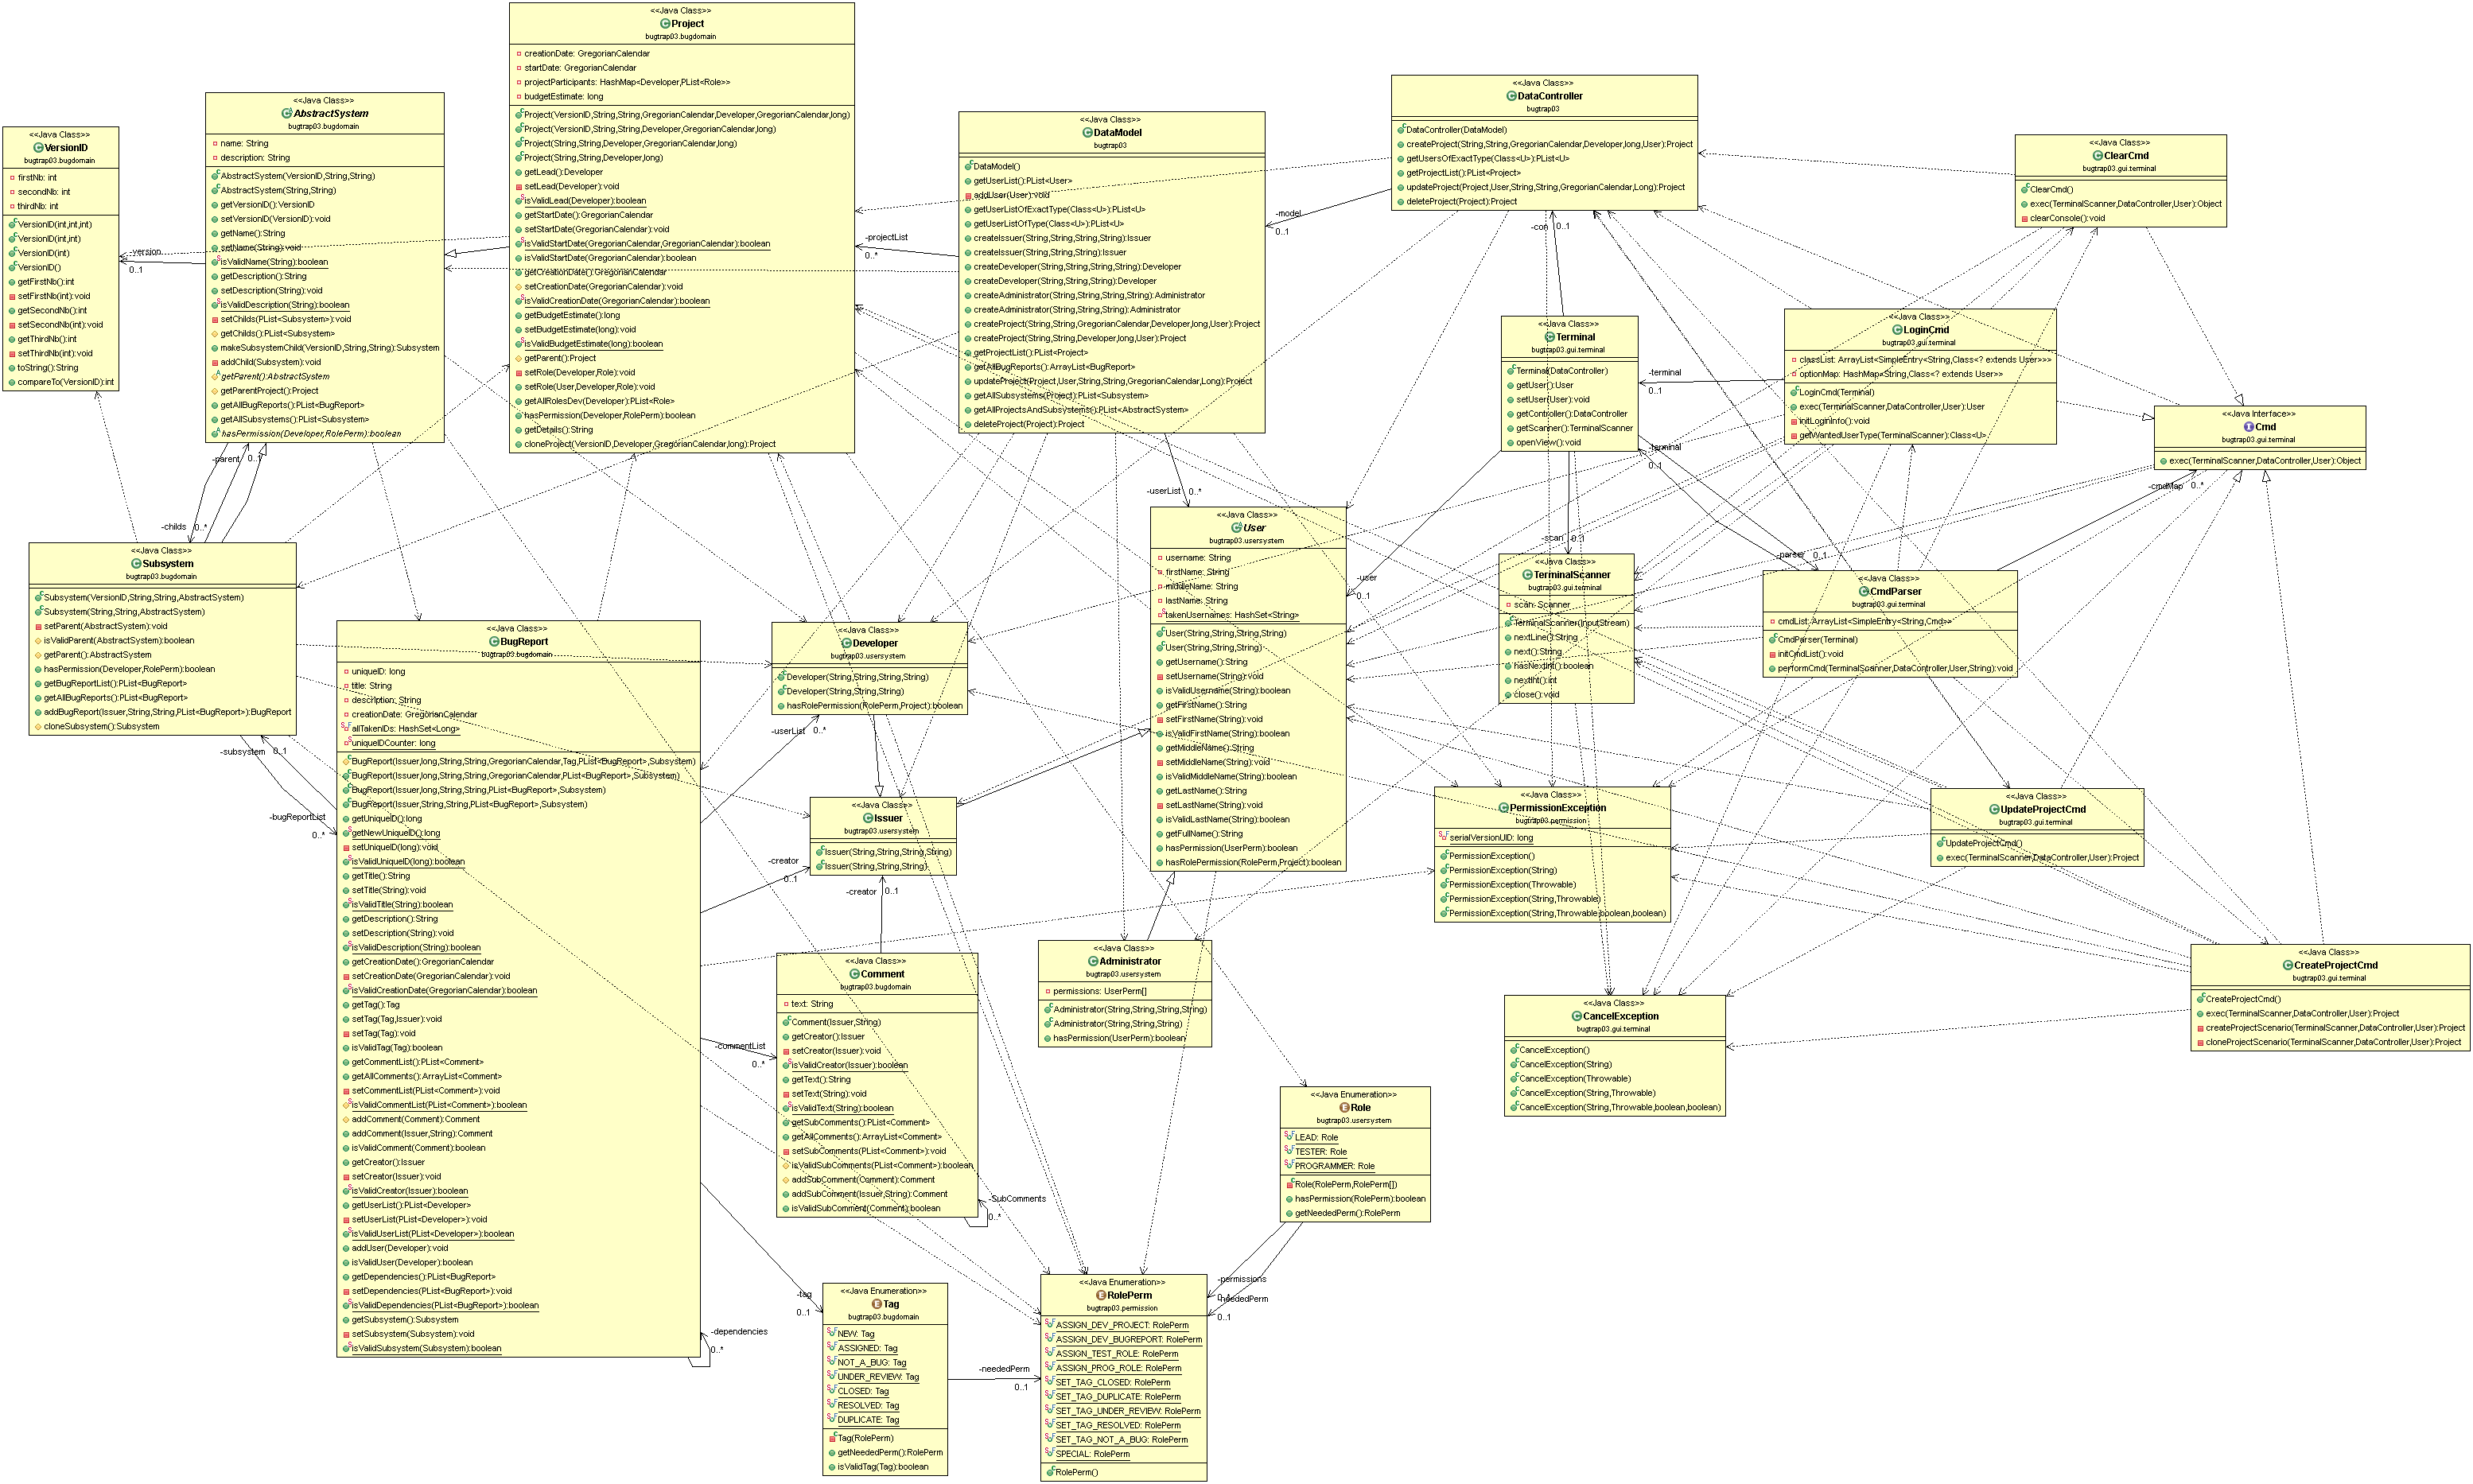 <<Java Class>>
VersionID
bugtrap03.bugdomain
firstNb: int
secondNb: int
thirdNb: int
VersionID(int,int,int)
VersionID(int,int)
VersionID(int)
VersionID()
getFirstNb():int
setFirstNb(int):void
getSecondNb():int
setSecondNb(int):void
getThirdNb():int
setThirdNb(int):void
toString():String
compareTo(VersionID):int
<<Java Class>>
AbstractSystem
bugtrap03.bugdomain
name: String
description: String
AbstractSystem(VersionID,String,String)
AbstractSystem(String,String)
getVersionID():VersionID
setVersionID(VersionID):void
getName():String
setName(String):void
isValidName(String):boolean
getDescription():String
setDescription(String):void
isValidDescription(String):boolean
setChilds(PList<Subsystem>):void
getChilds():PList<Subsystem>
makeSubsystemChild(VersionID,String,String):Subsystem
addChild(Subsystem):void
getParent():AbstractSystem
getParentProject():Project
getAllBugReports():PList<BugReport>
getAllSubsystems():PList<Subsystem>
hasPermission(Developer,RolePerm):boolean
-version
0..1
<<Java Class>>
Project
bugtrap03.bugdomain
creationDate: GregorianCalendar
startDate: GregorianCalendar
projectParticipants: HashMap<Developer,PList<Role>>
budgetEstimate: long
Project(VersionID,String,String,GregorianCalendar,Developer,GregorianCalendar,long)
Project(VersionID,String,String,Developer,GregorianCalendar,long)
Project(String,String,Developer,GregorianCalendar,long)
Project(String,String,Developer,long)
getLead():Developer
setLead(Developer):void
isValidLead(Developer):boolean
getStartDate():GregorianCalendar
setStartDate(GregorianCalendar):void
isValidStartDate(GregorianCalendar,GregorianCalendar):boolean
isValidStartDate(GregorianCalendar):boolean
getCreationDate():GregorianCalendar
setCreationDate(GregorianCalendar):void
isValidCreationDate(GregorianCalendar):boolean
getBudgetEstimate():long
setBudgetEstimate(long):void
isValidBudgetEstimate(long):boolean
getParent():Project
setRole(Developer,Role):void
setRole(User,Developer,Role):void
getAllRolesDev(Developer):PList<Role>
hasPermission(Developer,RolePerm):boolean
getDetails():String
cloneProject(VersionID,Developer,GregorianCalendar,long):Project
-projectList
0..*
<<Java Class>>
DataModel
bugtrap03
DataModel()
getUserList():PList<User>
addUser(User):void
getUserListOfExactType(Class<U>):PList<U>
getUserListOfType(Class<U>):PList<U>
createIssuer(String,String,String,String):Issuer
createIssuer(String,String,String):Issuer
createDeveloper(String,String,String,String):Developer
createDeveloper(String,String,String):Developer
createAdministrator(String,String,String,String):Administrator
createAdministrator(String,String,String):Administrator
createProject(String,String,GregorianCalendar,Developer,long,User):Project
createProject(String,String,Developer,long,User):Project
getProjectList():PList<Project>
getAllBugReports():ArrayList<BugReport>
updateProject(Project,User,String,String,GregorianCalendar,Long):Project
getAllSubsystems(Project):PList<Subsystem>
getAllProjectsAndSubsystems():PList<AbstractSystem>
deleteProject(Project):Project
-model
0..1
<<Java Class>>
DataController
bugtrap03
DataController(DataModel)
createProject(String,String,GregorianCalendar,Developer,long,User):Project
getUsersOfExactType(Class<U>):PList<U>
getProjectList():PList<Project>
updateProject(Project,User,String,String,GregorianCalendar,Long):Project
deleteProject(Project):Project
-con
0..1
<<Java Class>>
ClearCmd
bugtrap03.gui.terminal
ClearCmd()
exec(TerminalScanner,DataController,User):Object
clearConsole():void
<<Java Class>>
Terminal
bugtrap03.gui.terminal
Terminal(DataController)
getUser():User
setUser(User):void
getController():DataController
getScanner():TerminalScanner
openView():void
-terminal
0..1
<<Java Class>>
LoginCmd
bugtrap03.gui.terminal
classList: ArrayList<SimpleEntry<String,Class<? extends User>>>
optionMap: HashMap<String,Class<? extends User>>
LoginCmd(Terminal)
exec(TerminalScanner,DataController,User):User
initLoginInfo():void
getWantedUserType(TerminalScanner):Class<U>
<<Java Interface>>
Cmd
bugtrap03.gui.terminal
exec(TerminalScanner,DataController,User):Object
-terminal
0..1
-cmdMap
0..*
-parent
0..1
-childs
0..*
-userList
0..*
-scan
0..1
-parser
0..1
-user
0..1
<<Java Class>>
Subsystem
bugtrap03.bugdomain
Subsystem(VersionID,String,String,AbstractSystem)
Subsystem(String,String,AbstractSystem)
setParent(AbstractSystem):void
isValidParent(AbstractSystem):boolean
getParent():AbstractSystem
hasPermission(Developer,RolePerm):boolean
getBugReportList():PList<BugReport>
getAllBugReports():PList<BugReport>
addBugReport(Issuer,String,String,PList<BugReport>):BugReport
cloneSubsystem():Subsystem
-subsystem
0..1
-bugReportList
0..*
<<Java Class>>
BugReport
bugtrap03.bugdomain
uniqueID: long
title: String
description: String
creationDate: GregorianCalendar
allTakenIDs: HashSet<Long>
uniqueIDCounter: long
BugReport(Issuer,long,String,String,GregorianCalendar,Tag,PList<BugReport>,Subsystem)
BugReport(Issuer,long,String,String,GregorianCalendar,PList<BugReport>,Subsystem)
BugReport(Issuer,long,String,String,PList<BugReport>,Subsystem)
BugReport(Issuer,String,String,PList<BugReport>,Subsystem)
getUniqueID():long
getNewUniqueID():long
setUniqueID(long):void
isValidUniqueID(long):boolean
getTitle():String
setTitle(String):void
isValidTitle(String):boolean
getDescription():String
setDescription(String):void
isValidDescription(String):boolean
getCreationDate():GregorianCalendar
setCreationDate(GregorianCalendar):void
isValidCreationDate(GregorianCalendar):boolean
getTag():Tag
setTag(Tag,Issuer):void
setTag(Tag):void
isValidTag(Tag):boolean
getCommentList():PList<Comment>
getAllComments():ArrayList<Comment>
setCommentList(PList<Comment>):void
isValidCommentList(PList<Comment>):boolean
addComment(Comment):Comment
addComment(Issuer,String):Comment
isValidComment(Comment):boolean
getCreator():Issuer
setCreator(Issuer):void
isValidCreator(Issuer):boolean
getUserList():PList<Developer>
setUserList(PList<Developer>):void
isValidUserList(PList<Developer>):boolean
addUser(Developer):void
isValidUser(Developer):boolean
getDependencies():PList<BugReport>
setDependencies(PList<BugReport>):void
isValidDependencies(PList<BugReport>):boolean
getSubsystem():Subsystem
setSubsystem(Subsystem):void
isValidSubsystem(Subsystem):boolean
-dependencies
0..*
<<Java Class>>
Developer
bugtrap03.usersystem
Developer(String,String,String,String)
Developer(String,String,String)
hasRolePermission(RolePerm,Project):boolean
-userList
0..*
<<Java Class>>
Issuer
bugtrap03.usersystem
Issuer(String,String,String,String)
Issuer(String,String,String)
-creator
0..1
-creator
0..1
<<Java Class>>
Comment
bugtrap03.bugdomain
text: String
Comment(Issuer,String)
getCreator():Issuer
setCreator(Issuer):void
isValidCreator(Issuer):boolean
getText():String
setText(String):void
isValidText(String):boolean
getSubComments():PList<Comment>
getAllComments():ArrayList<Comment>
setSubComments(PList<Comment>):void
isValidSubComments(PList<Comment>):boolean
addSubComment(Comment):Comment
addSubComment(Issuer,String):Comment
isValidSubComment(Comment):boolean
-commentList
0..*
-SubComments
0..*
<<Java Class>>
User
bugtrap03.usersystem
username: String
firstName: String
middleName: String
lastName: String
takenUsernames: HashSet<String>
User(String,String,String,String)
User(String,String,String)
getUsername():String
setUsername(String):void
isValidUsername(String):boolean
getFirstName():String
setFirstName(String):void
isValidFirstName(String):boolean
getMiddleName():String
setMiddleName(String):void
isValidMiddleName(String):boolean
getLastName():String
setLastName(String):void
isValidLastName(String):boolean
getFullName():String
hasPermission(UserPerm):boolean
hasRolePermission(RolePerm,Project):boolean
<<Java Class>>
TerminalScanner
bugtrap03.gui.terminal
scan: Scanner
TerminalScanner(InputStream)
nextLine():String
next():String
hasNextInt():boolean
nextInt():int
close():void
<<Java Class>>
CmdParser
bugtrap03.gui.terminal
cmdList: ArrayList<SimpleEntry<String,Cmd>>
CmdParser(Terminal)
initCmdList():void
performCmd(TerminalScanner,DataController,User,String):void
<<Java Class>>
PermissionException
bugtrap03.permission
serialVersionUID: long
PermissionException()
PermissionException(String)
PermissionException(Throwable)
PermissionException(String,Throwable)
PermissionException(String,Throwable,boolean,boolean)
<<Java Class>>
UpdateProjectCmd
bugtrap03.gui.terminal
UpdateProjectCmd()
exec(TerminalScanner,DataController,User):Project
<<Java Class>>
Administrator
bugtrap03.usersystem
permissions: UserPerm[]
Administrator(String,String,String,String)
Administrator(String,String,String)
hasPermission(UserPerm):boolean
<<Java Class>>
CancelException
bugtrap03.gui.terminal
CancelException()
CancelException(String)
CancelException(Throwable)
CancelException(String,Throwable)
CancelException(String,Throwable,boolean,boolean)
<<Java Class>>
CreateProjectCmd
bugtrap03.gui.terminal
CreateProjectCmd()
exec(TerminalScanner,DataController,User):Project
createProjectScenario(TerminalScanner,DataController,User):Project
cloneProjectScenario(TerminalScanner,DataController,User):Project
<<Java Enumeration>>
Role
bugtrap03.usersystem
LEAD: Role
TESTER: Role
PROGRAMMER: Role
Role(RolePerm,RolePerm[])
hasPermission(RolePerm):boolean
getNeededPerm():RolePerm
-permissions
0..*
-neededPerm
0..1
<<Java Enumeration>>
Tag
bugtrap03.bugdomain
NEW: Tag
ASSIGNED: Tag
NOT_A_BUG: Tag
UNDER_REVIEW: Tag
CLOSED: Tag
RESOLVED: Tag
DUPLICATE: Tag
Tag(RolePerm)
getNeededPerm():RolePerm
isValidTag(Tag):boolean
-tag
0..1
-neededPerm
0..1
<<Java Enumeration>>
RolePerm
bugtrap03.permission
ASSIGN_DEV_PROJECT: RolePerm
ASSIGN_DEV_BUGREPORT: RolePerm
ASSIGN_TEST_ROLE: RolePerm
ASSIGN_PROG_ROLE: RolePerm
SET_TAG_CLOSED: RolePerm
SET_TAG_DUPLICATE: RolePerm
SET_TAG_UNDER_REVIEW: RolePerm
SET_TAG_RESOLVED: RolePerm
SET_TAG_NOT_A_BUG: RolePerm
SPECIAL: RolePerm
RolePerm()